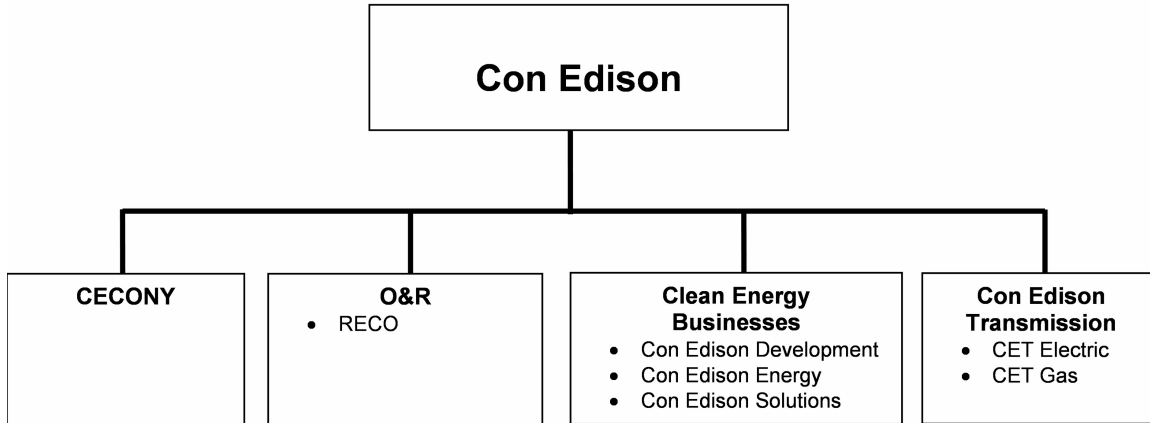 Con Edison
CECONY
O&R
• RECO
Clean Energy
Businesses
• Con Edison Development
• Con Edison Energy
• Con Edison Solutions
Con Edison
Transmission
• CET Electric
• CET Gas